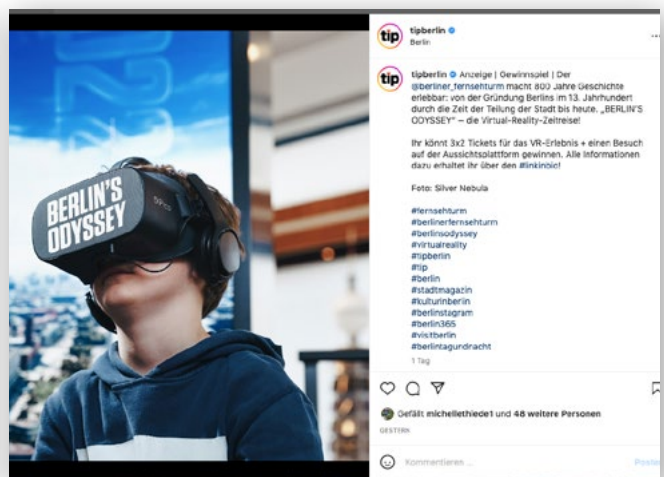 BERLIN'S
ODYSSEY
pico
tip
tipberlin
Berlin
tip
tipberlin Anzeige | Gewinnspiel | Der
@berliner_fernsehturm macht 800 Jahre Geschichte
erlebbar: von der Gründung Berlins im 13. Jahrhundert
durch die Zeit der Teilung der Stadt bis heute. „BERLIN'S
ODYSSEY" – die Virtual-Reality-Zeitreise!
Ihr könnt 3x2 Tickets für das VR-Erlebnis + einen Besuch
auf der Aussichtsplattform gewinnen. Alle Informationen
dazu erhaltet ihr über den #linkinbio!
Foto: Silver Nebula
#fernsehturm
#berlinerfernsehturm
#berlinsodyssey
#virtualreality
#tipberlin
#tip
#berlin
#stadtmagazin
#kulturinberlin
#berlinstagram
#berlin365
#visitberlin
#berlintagundnacht
1 Tag
Gefällt michellethiede1 und 48 weitere Personen
GESTERN
Kommentieren ...